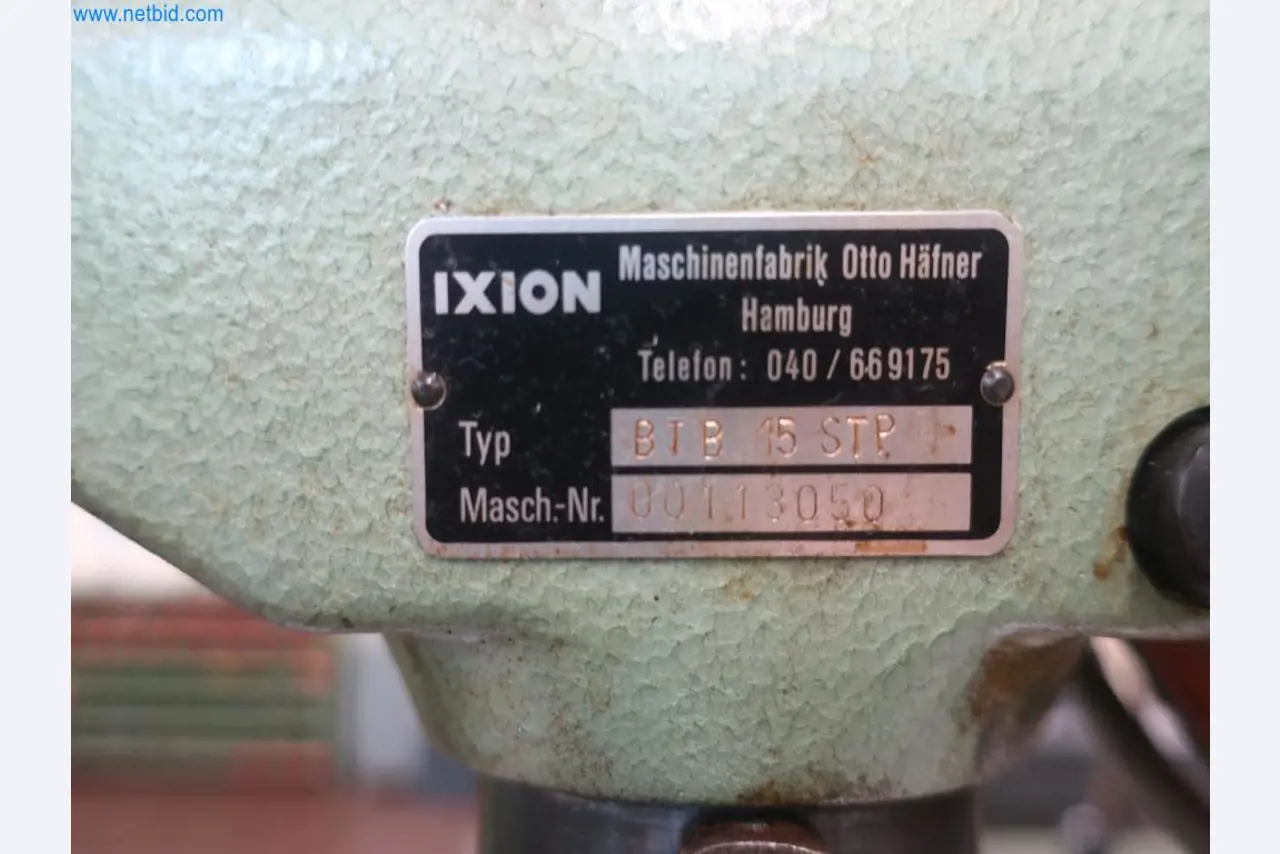 www.netbid.com
IXION
Maschinenfabrik Otto Häfner
Hamburg
Telefon: 040/669175
Typ BTB 15 STP.
Masch.-Nr. 00113050